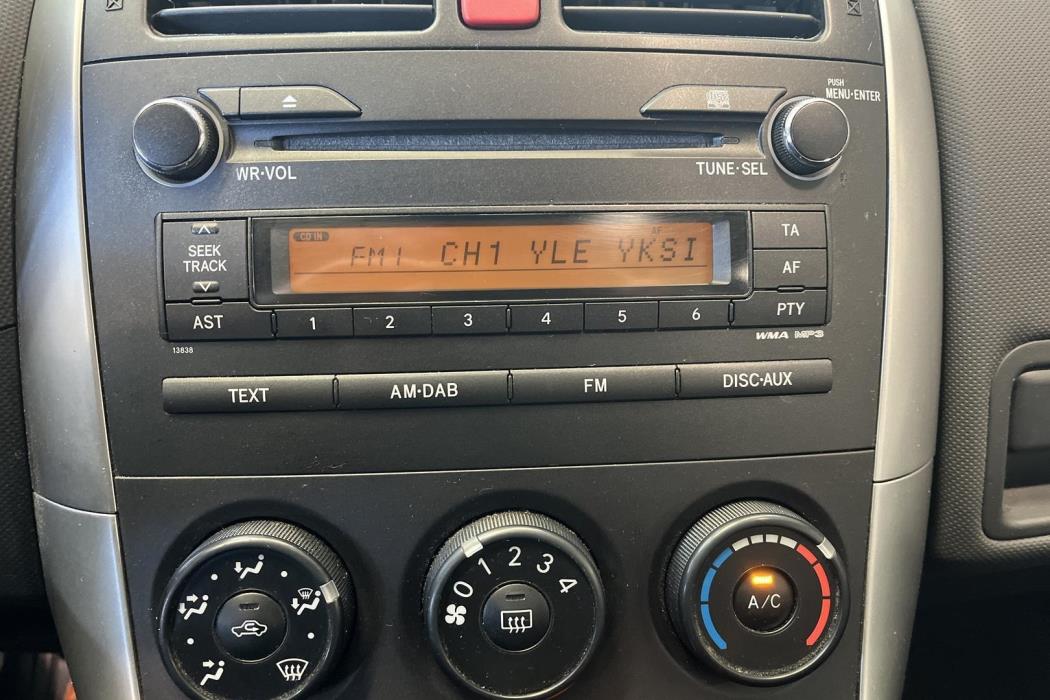 PUSH
MENU·ENTER
WR·VOL
TUNE·SEL
CD IN
AF
FM1 CH1 YLE YKSI
SEEK
TRACK
TA
AF
AST
1 2 3 4 5 6
PTY
13838
WMA MP3
TEXT
AM·DAB
FM
DISC·AUX
0 1 2 3 4
A/C